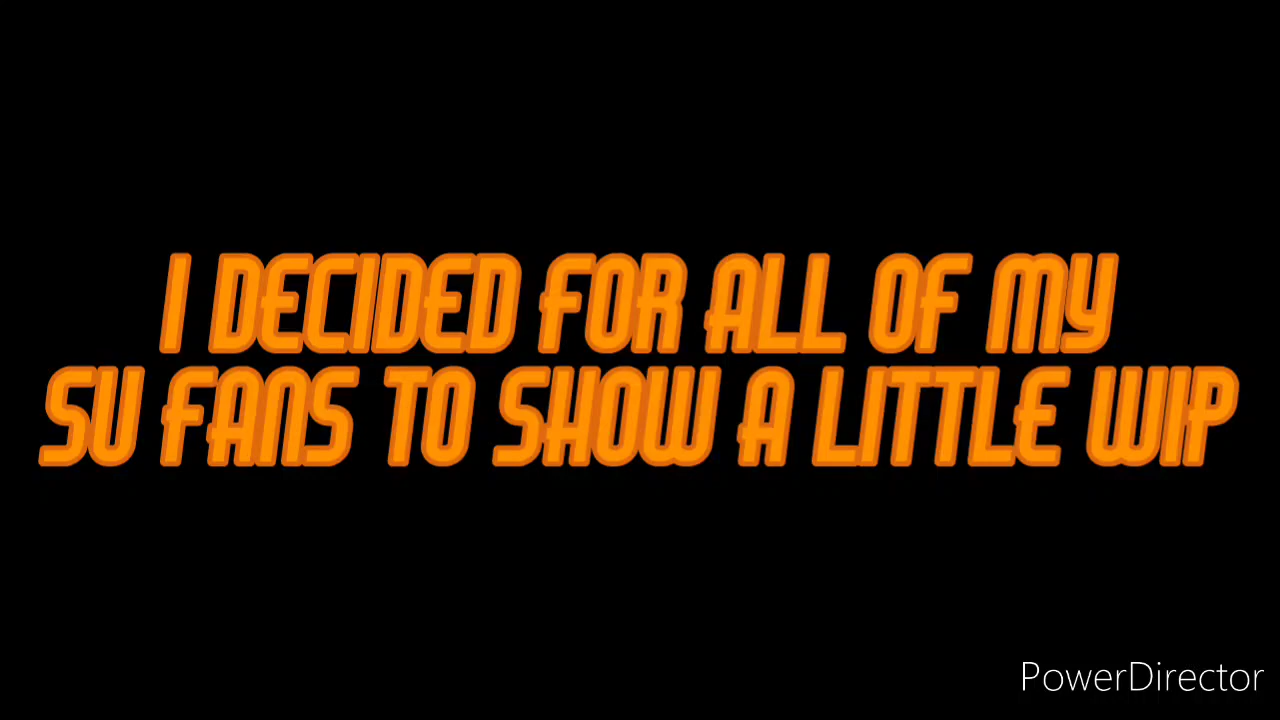 I DECIDED FOR ALL OF MY
SU FANS TO SHOW A LITTLE WIP
PowerDirector